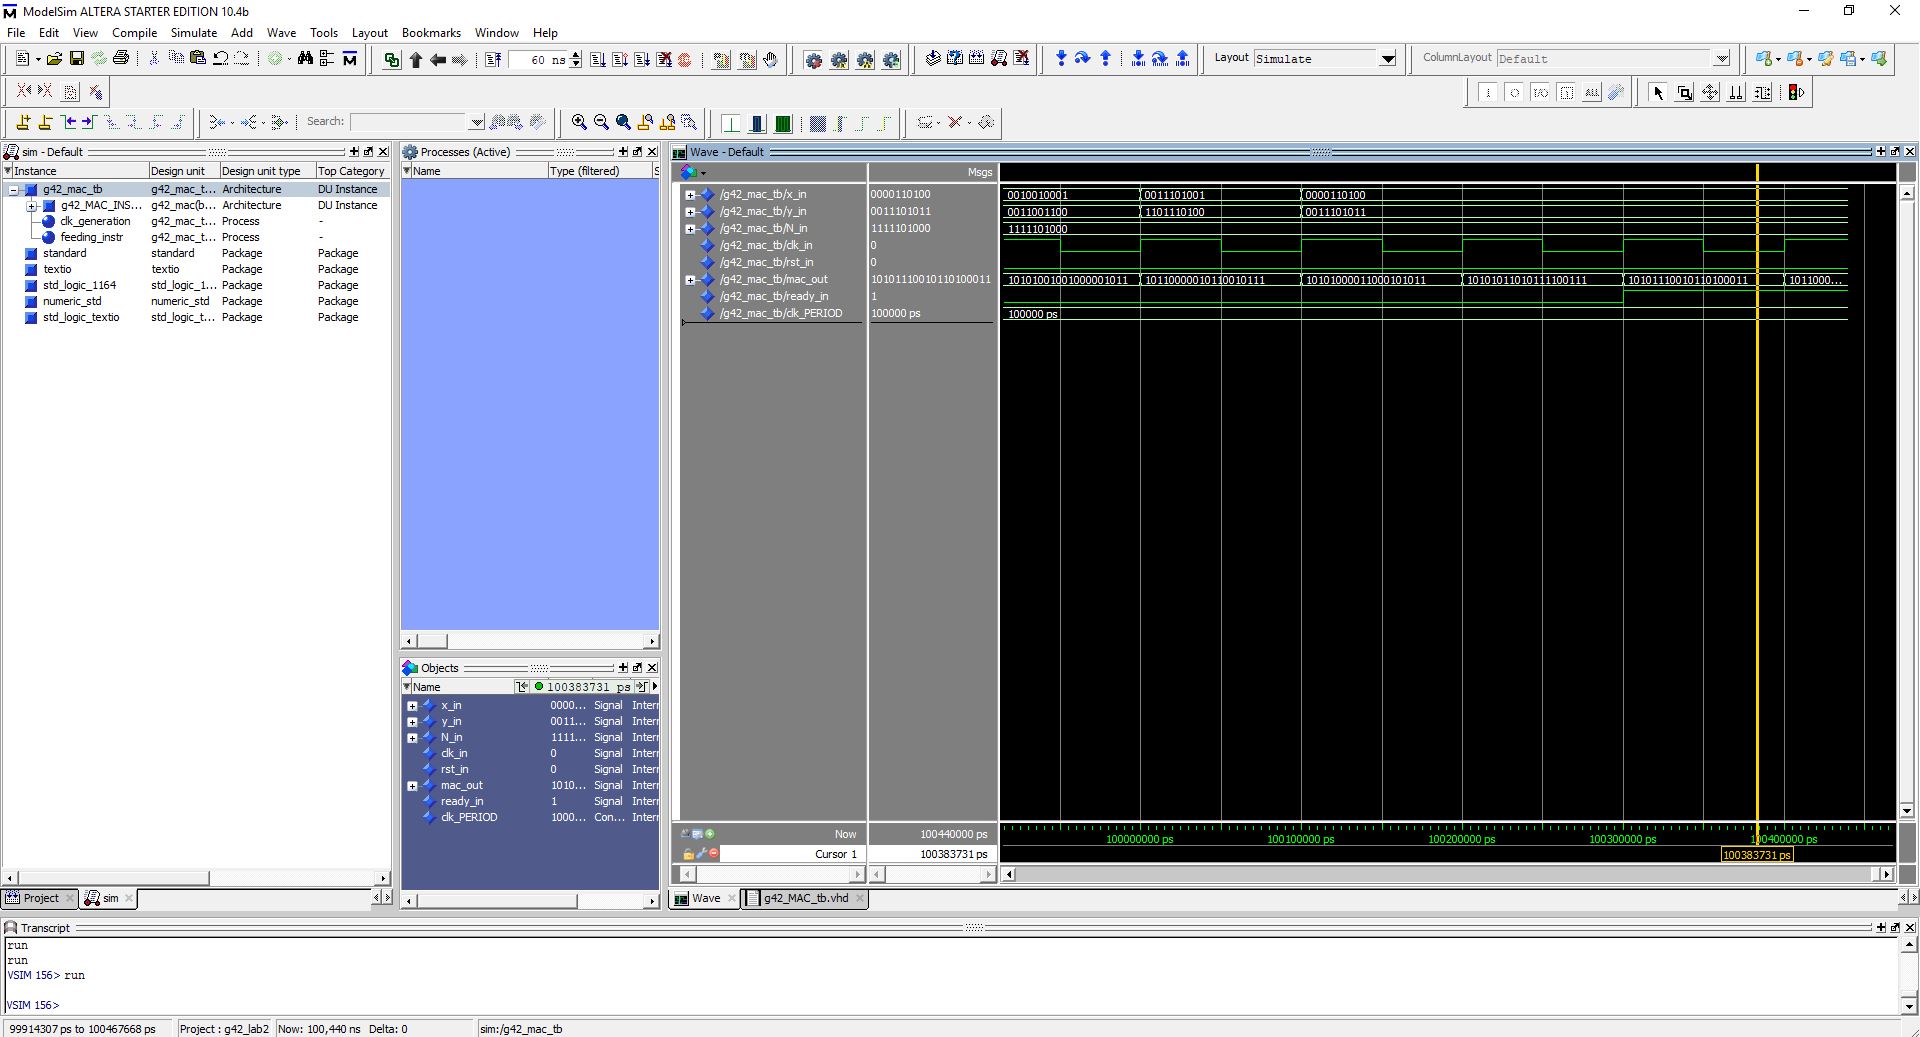 ModelSim ALTERA STARTER EDITION 10.4b
File Edit View Compile Simulate Add Wave Tools Layout Bookmarks Window Help
60 ns
Layout Simulate
ColumnLayout Default
Search:
sim - Default
Instance Design unit Design unit type Top Category
g42_mac_tb g42_mac_t... Architecture DU Instance
g42_MAC_INS... g42_mac(b... Architecture DU Instance
clk_generation g42_mac_t... Process -
feeding_instr g42_mac_t... Process -
standard standard Package Package
textio textio Package Package
std_logic_1164 std_logic_1... Package Package
numeric_std numeric_std Package Package
std_logic_textio std_logic_t... Package Package
Project sim
Processes (Active)
Name Type (filtered) S
Objects
Name 100383731 ps
x_in 0000... Signal Intern
y_in 0011... Signal Intern
N_in 1111... Signal Intern
clk_in 0 Signal Intern
rst_in 0 Signal Intern
mac_out 1010... Signal Intern
ready_in 1 Signal Intern
clk_PERIOD 1000... Con... Intern
Wave - Default
Msgs
/g42_mac_tb/x_in 0000110100 0010010001 0011101001 0000110100
/g42_mac_tb/y_in 0011101011 0011001100 1101110100 0011101011
/g42_mac_tb/N_in 1111101000 1111101000
/g42_mac_tb/clk_in 0
/g42_mac_tb/rst_in 0
/g42_mac_tb/mac_out 10101110010110100011 10101001001000001011 10110000010110010111 10101000011000101011 10101011010111100111 10101110010110100011 1011000...
/g42_mac_tb/ready_in 1
/g42_mac_tb/clk_PERIOD 100000 ps 100000 ps
Now 100440000 ps 100000000 ps 100100000 ps 100200000 ps 100300000 ps 100400000 ps
Cursor 1 100383731 ps 100383731 ps
Wave g42_MAC_tb.vhd
Transcript
run
run
VSIM 156> run
VSIM 156>
99914307 ps to 100467668 ps Project : g42_lab2 Now: 100,440 ns Delta: 0 sim:/g42_mac_tb